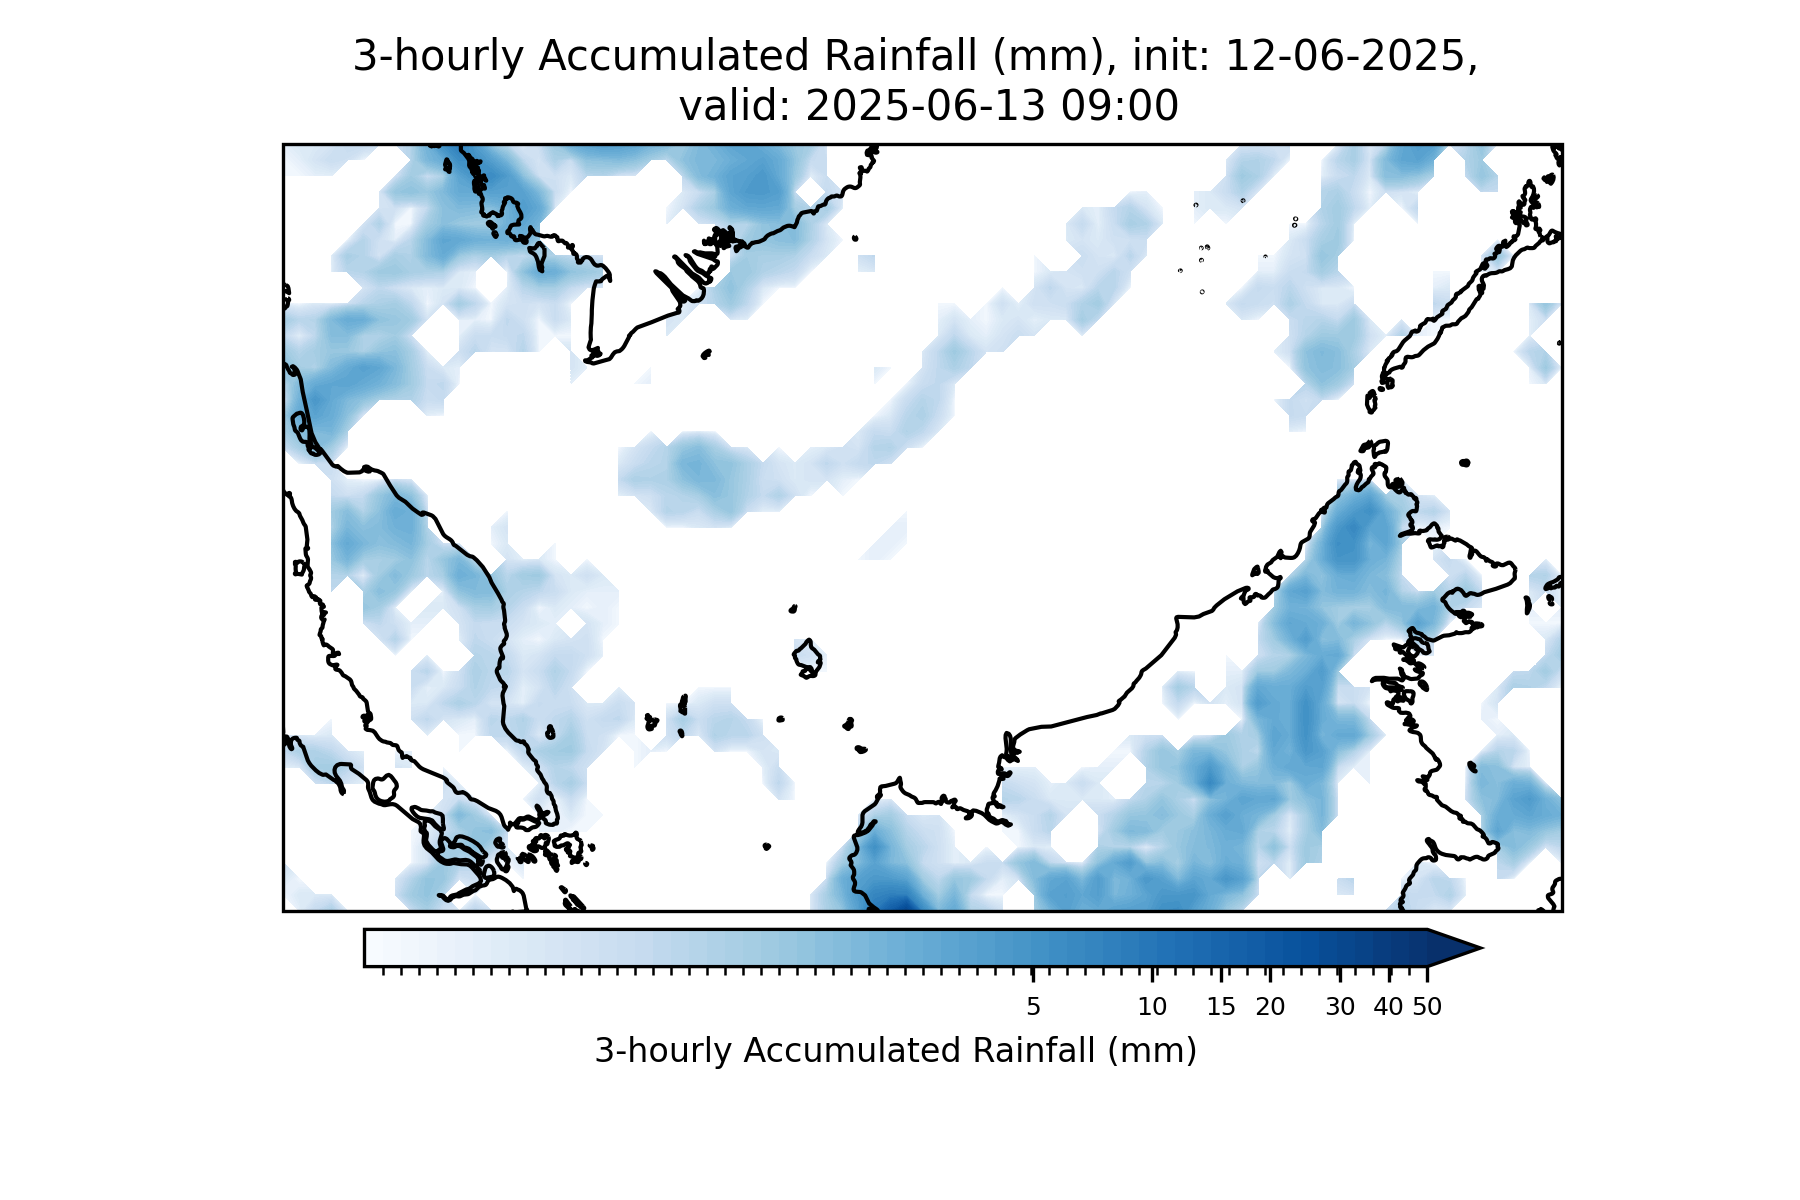 3-hourly Accumulated Rainfall (mm), init: 12-06-2025,
valid: 2025-06-13 09:00
5 10 15 20 30 40 50
3-hourly Accumulated Rainfall (mm)